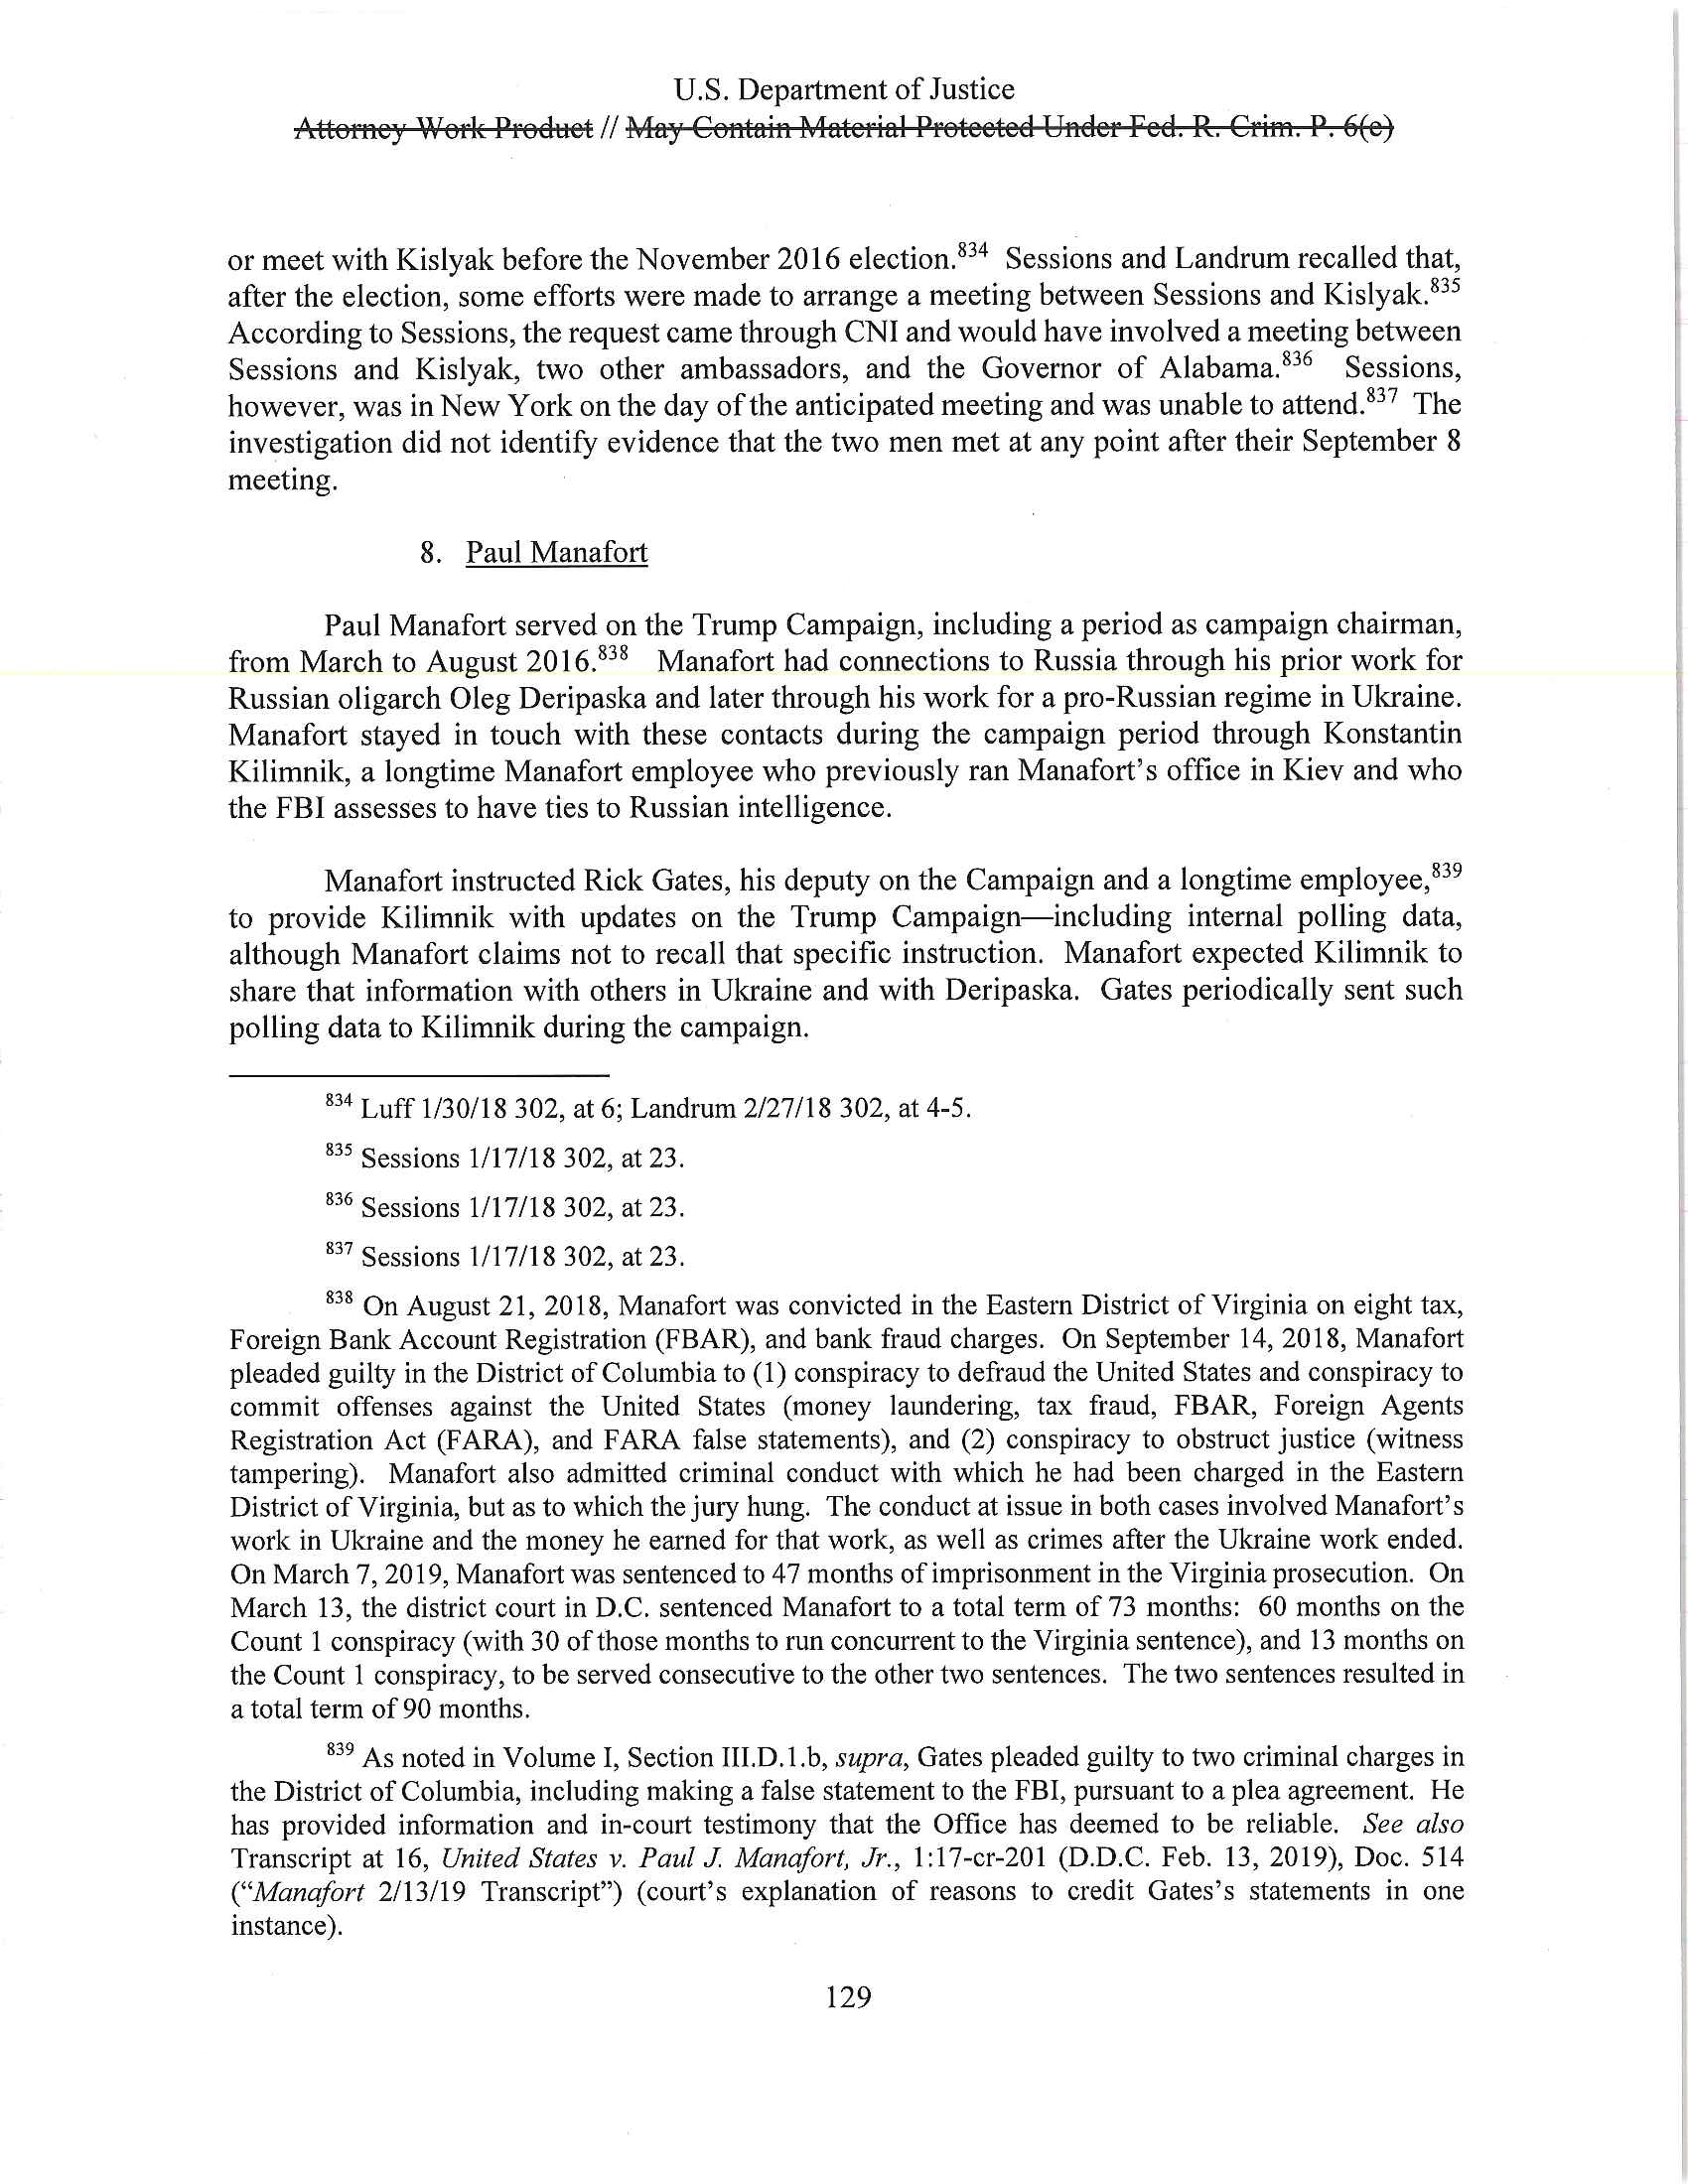 U.S. Department of Justice
Attorney Work Product // May Contain Material Protected Under Fed. R. Crim. P. 6(e)
or meet with Kislyak before the November 2016 election.834 Sessions and Landrum recalled that,
after the election, some efforts were made to arrange a meeting between Sessions and Kislyak.835
According to Sessions, the request came through CNI and would have involved a meeting between
Sessions and Kislyak, two other ambassadors, and the Governor of Alabama.836 Sessions,
however, was in New York on the day of the anticipated meeting and was unable to attend.837 The
investigation did not identify evidence that the two men met at any point after their September 8
meeting.
8. Paul Manafort
Paul Manafort served on the Trump Campaign, including a period as campaign chairman,
from March to August 2016.838 Manafort had connections to Russia through his prior work for
Russian oligarch Oleg Deripaska and later through his work for a pro-Russian regime in Ukraine.
Manafort stayed in touch with these contacts during the campaign period through Konstantin
Kilimnik, a longtime Manafort employee who previously ran Manafort's office in Kiev and who
the FBI assesses to have ties to Russian intelligence.
Manafort instructed Rick Gates, his deputy on the Campaign and a longtime employee,839
to provide Kilimnik with updates on the Trump Campaign—including internal polling data,
although Manafort claims not to recall that specific instruction. Manafort expected Kilimnik to
share that information with others in Ukraine and with Deripaska. Gates periodically sent such
polling data to Kilimnik during the campaign.
834 Luff 1/30/18 302, at 6; Landrum 2/27/18 302, at 4-5.
835 Sessions 1/17/18 302, at 23.
836 Sessions 1/17/18 302, at 23.
837 Sessions 1/17/18 302, at 23.
838 On August 21, 2018, Manafort was convicted in the Eastern District of Virginia on eight tax,
Foreign Bank Account Registration (FBAR), and bank fraud charges. On September 14, 2018, Manafort
pleaded guilty in the District of Columbia to (1) conspiracy to defraud the United States and conspiracy to
commit offenses against the United States (money laundering, tax fraud, FBAR, Foreign Agents
Registration Act (FARA), and FARA false statements), and (2) conspiracy to obstruct justice (witness
tampering). Manafort also admitted criminal conduct with which he had been charged in the Eastern
District of Virginia, but as to which the jury hung. The conduct at issue in both cases involved Manafort's
work in Ukraine and the money he earned for that work, as well as crimes after the Ukraine work ended.
On March 7, 2019, Manafort was sentenced to 47 months of imprisonment in the Virginia prosecution. On
March 13, the district court in D.C. sentenced Manafort to a total term of 73 months: 60 months on the
Count 1 conspiracy (with 30 of those months to run concurrent to the Virginia sentence), and 13 months on
the Count 1 conspiracy, to be served consecutive to the other two sentences. The two sentences resulted in
a total term of 90 months.
839 As noted in Volume I, Section III.D.1.b, supra, Gates pleaded guilty to two criminal charges in
the District of Columbia, including making a false statement to the FBI, pursuant to a plea agreement. He
has provided information and in-court testimony that the Office has deemed to be reliable. See also
Transcript at 16, United States v. Paul J. Manafort, Jr., 1:17-cr-201 (D.D.C. Feb. 13, 2019), Doc. 514
("Manafort 2/13/19 Transcript") (court's explanation of reasons to credit Gates's statements in one
instance).
129